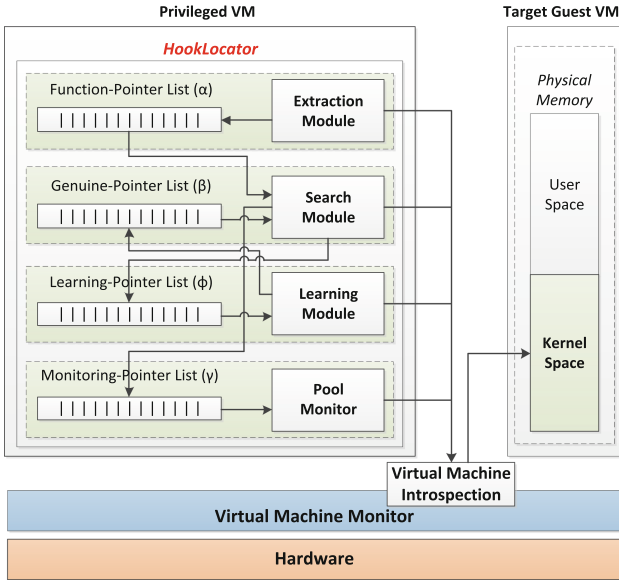 Privileged VM
Target Guest VM
HookLocator
Function-Pointer List (α)
Extraction
Module
Genuine-Pointer List (β)
Search
Module
Learning-Pointer List (ϕ)
Learning
Module
Monitoring-Pointer List (γ)
Pool
Monitor
Physical
Memory
User
Space
Kernel
Space
Virtual Machine
Introspection
Virtual Machine Monitor
Hardware